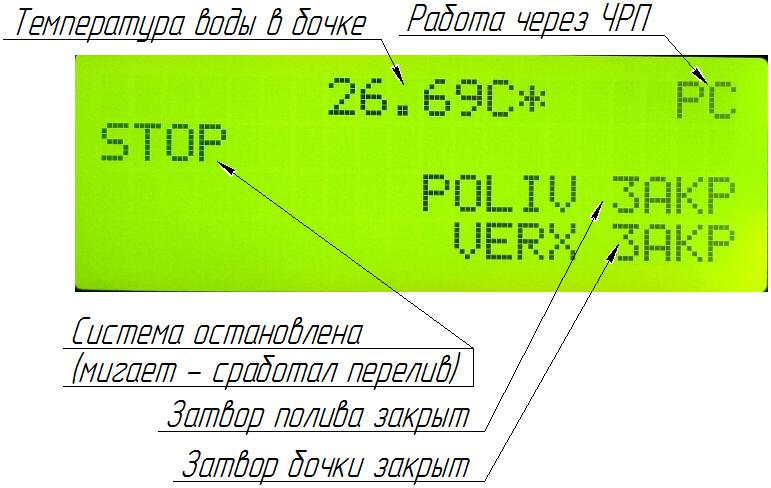 Температура воды в бочке
Работа через ЧРП
26.69C* PC
STOP
POLIV ЗАКР
VERX ЗАКР
Система остановлена
(мигает – сработал перелив)
Затвор полива закрыт
Затвор бочки закрыт